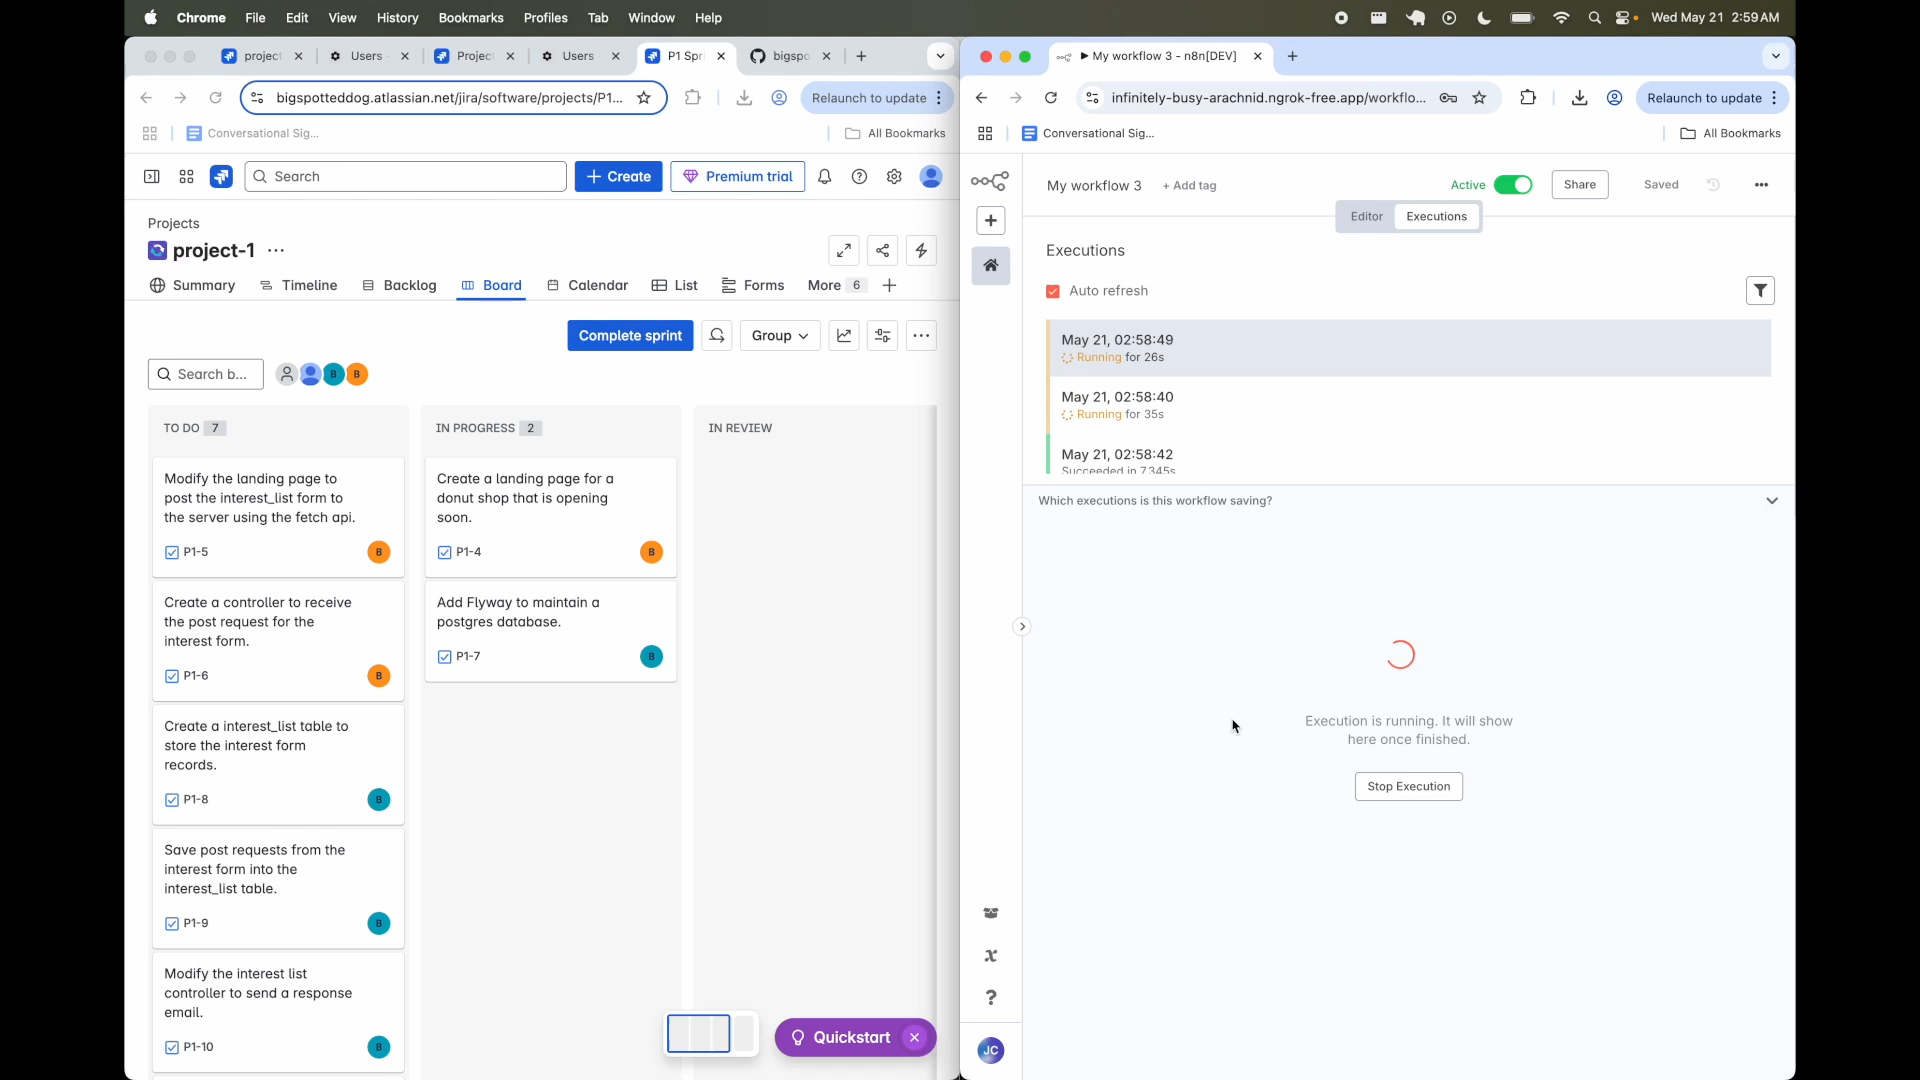 Chrome File Edit View History Bookmarks Profiles Tab Window Help
Wed May 21 2:59 AM
project Users Project Users P1 Spr bigspo
bigspotteddog.atlassian.net/jira/software/projects/P1... Relaunch to update
Conversational Sig... All Bookmarks
Search Create Premium trial
Projects
project-1 ...
Summary Timeline Backlog Board Calendar List Forms More 6
Complete sprint Group
Search b... B B
TO DO 7
Modify the landing page to
post the interest_list form to
the server using the fetch api.
P1-5 B
Create a controller to receive
the post request for the
interest form.
P1-6 B
Create a interest_list table to
store the interest form
records.
P1-8 B
Save post requests from the
interest form into the
interest_list table.
P1-9 B
Modify the interest list
controller to send a response
email.
P1-10 B
IN PROGRESS 2
Create a landing page for a
donut shop that is opening
soon.
P1-4 B
Add Flyway to maintain a
postgres database.
P1-7 B
IN REVIEW
Quickstart
My workflow 3 - n8n[DEV]
infinitely-busy-arachnid.ngrok-free.app/workflo... Relaunch to update
Conversational Sig... All Bookmarks
My workflow 3 + Add tag Active Share Saved
Editor Executions
Executions
Auto refresh
May 21, 02:58:49
Running for 26s
May 21, 02:58:40
Running for 35s
May 21, 02:58:42
Succeeded in 7.345s
Which executions is this workflow saving?
Execution is running. It will show
here once finished.
Stop Execution
JC